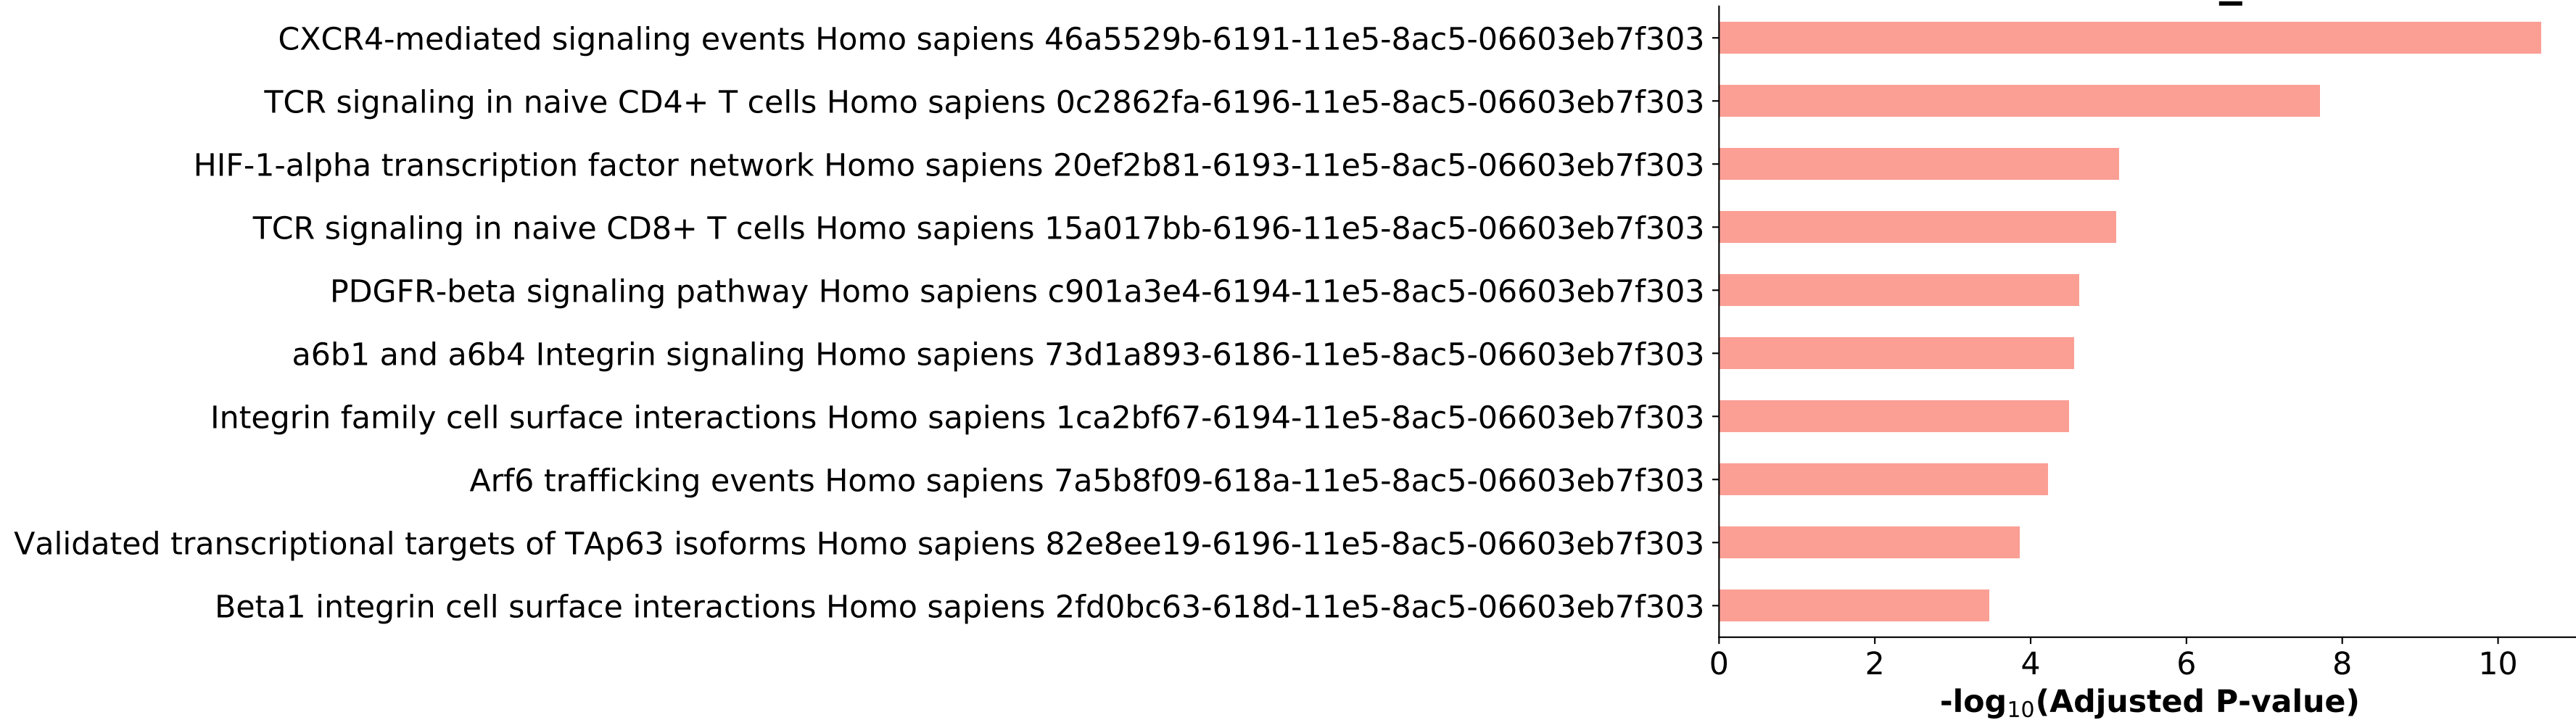 CXCR4-mediated signaling events Homo sapiens 46a5529b-6191-11e5-8ac5-06603eb7f303
TCR signaling in naive CD4+ T cells Homo sapiens 0c2862fa-6196-11e5-8ac5-06603eb7f303
HIF-1-alpha transcription factor network Homo sapiens 20ef2b81-6193-11e5-8ac5-06603eb7f303
TCR signaling in naive CD8+ T cells Homo sapiens 15a017bb-6196-11e5-8ac5-06603eb7f303
PDGFR-beta signaling pathway Homo sapiens c901a3e4-6194-11e5-8ac5-06603eb7f303
a6b1 and a6b4 Integrin signaling Homo sapiens 73d1a893-6186-11e5-8ac5-06603eb7f303
Integrin family cell surface interactions Homo sapiens 1ca2bf67-6194-11e5-8ac5-06603eb7f303
Arf6 trafficking events Homo sapiens 7a5b8f09-618a-11e5-8ac5-06603eb7f303
Validated transcriptional targets of TAp63 isoforms Homo sapiens 82e8ee19-6196-11e5-8ac5-06603eb7f303
Beta1 integrin cell surface interactions Homo sapiens 2fd0bc63-618d-11e5-8ac5-06603eb7f303
0 2 4 6 8 10
-log₁₀(Adjusted P-value)